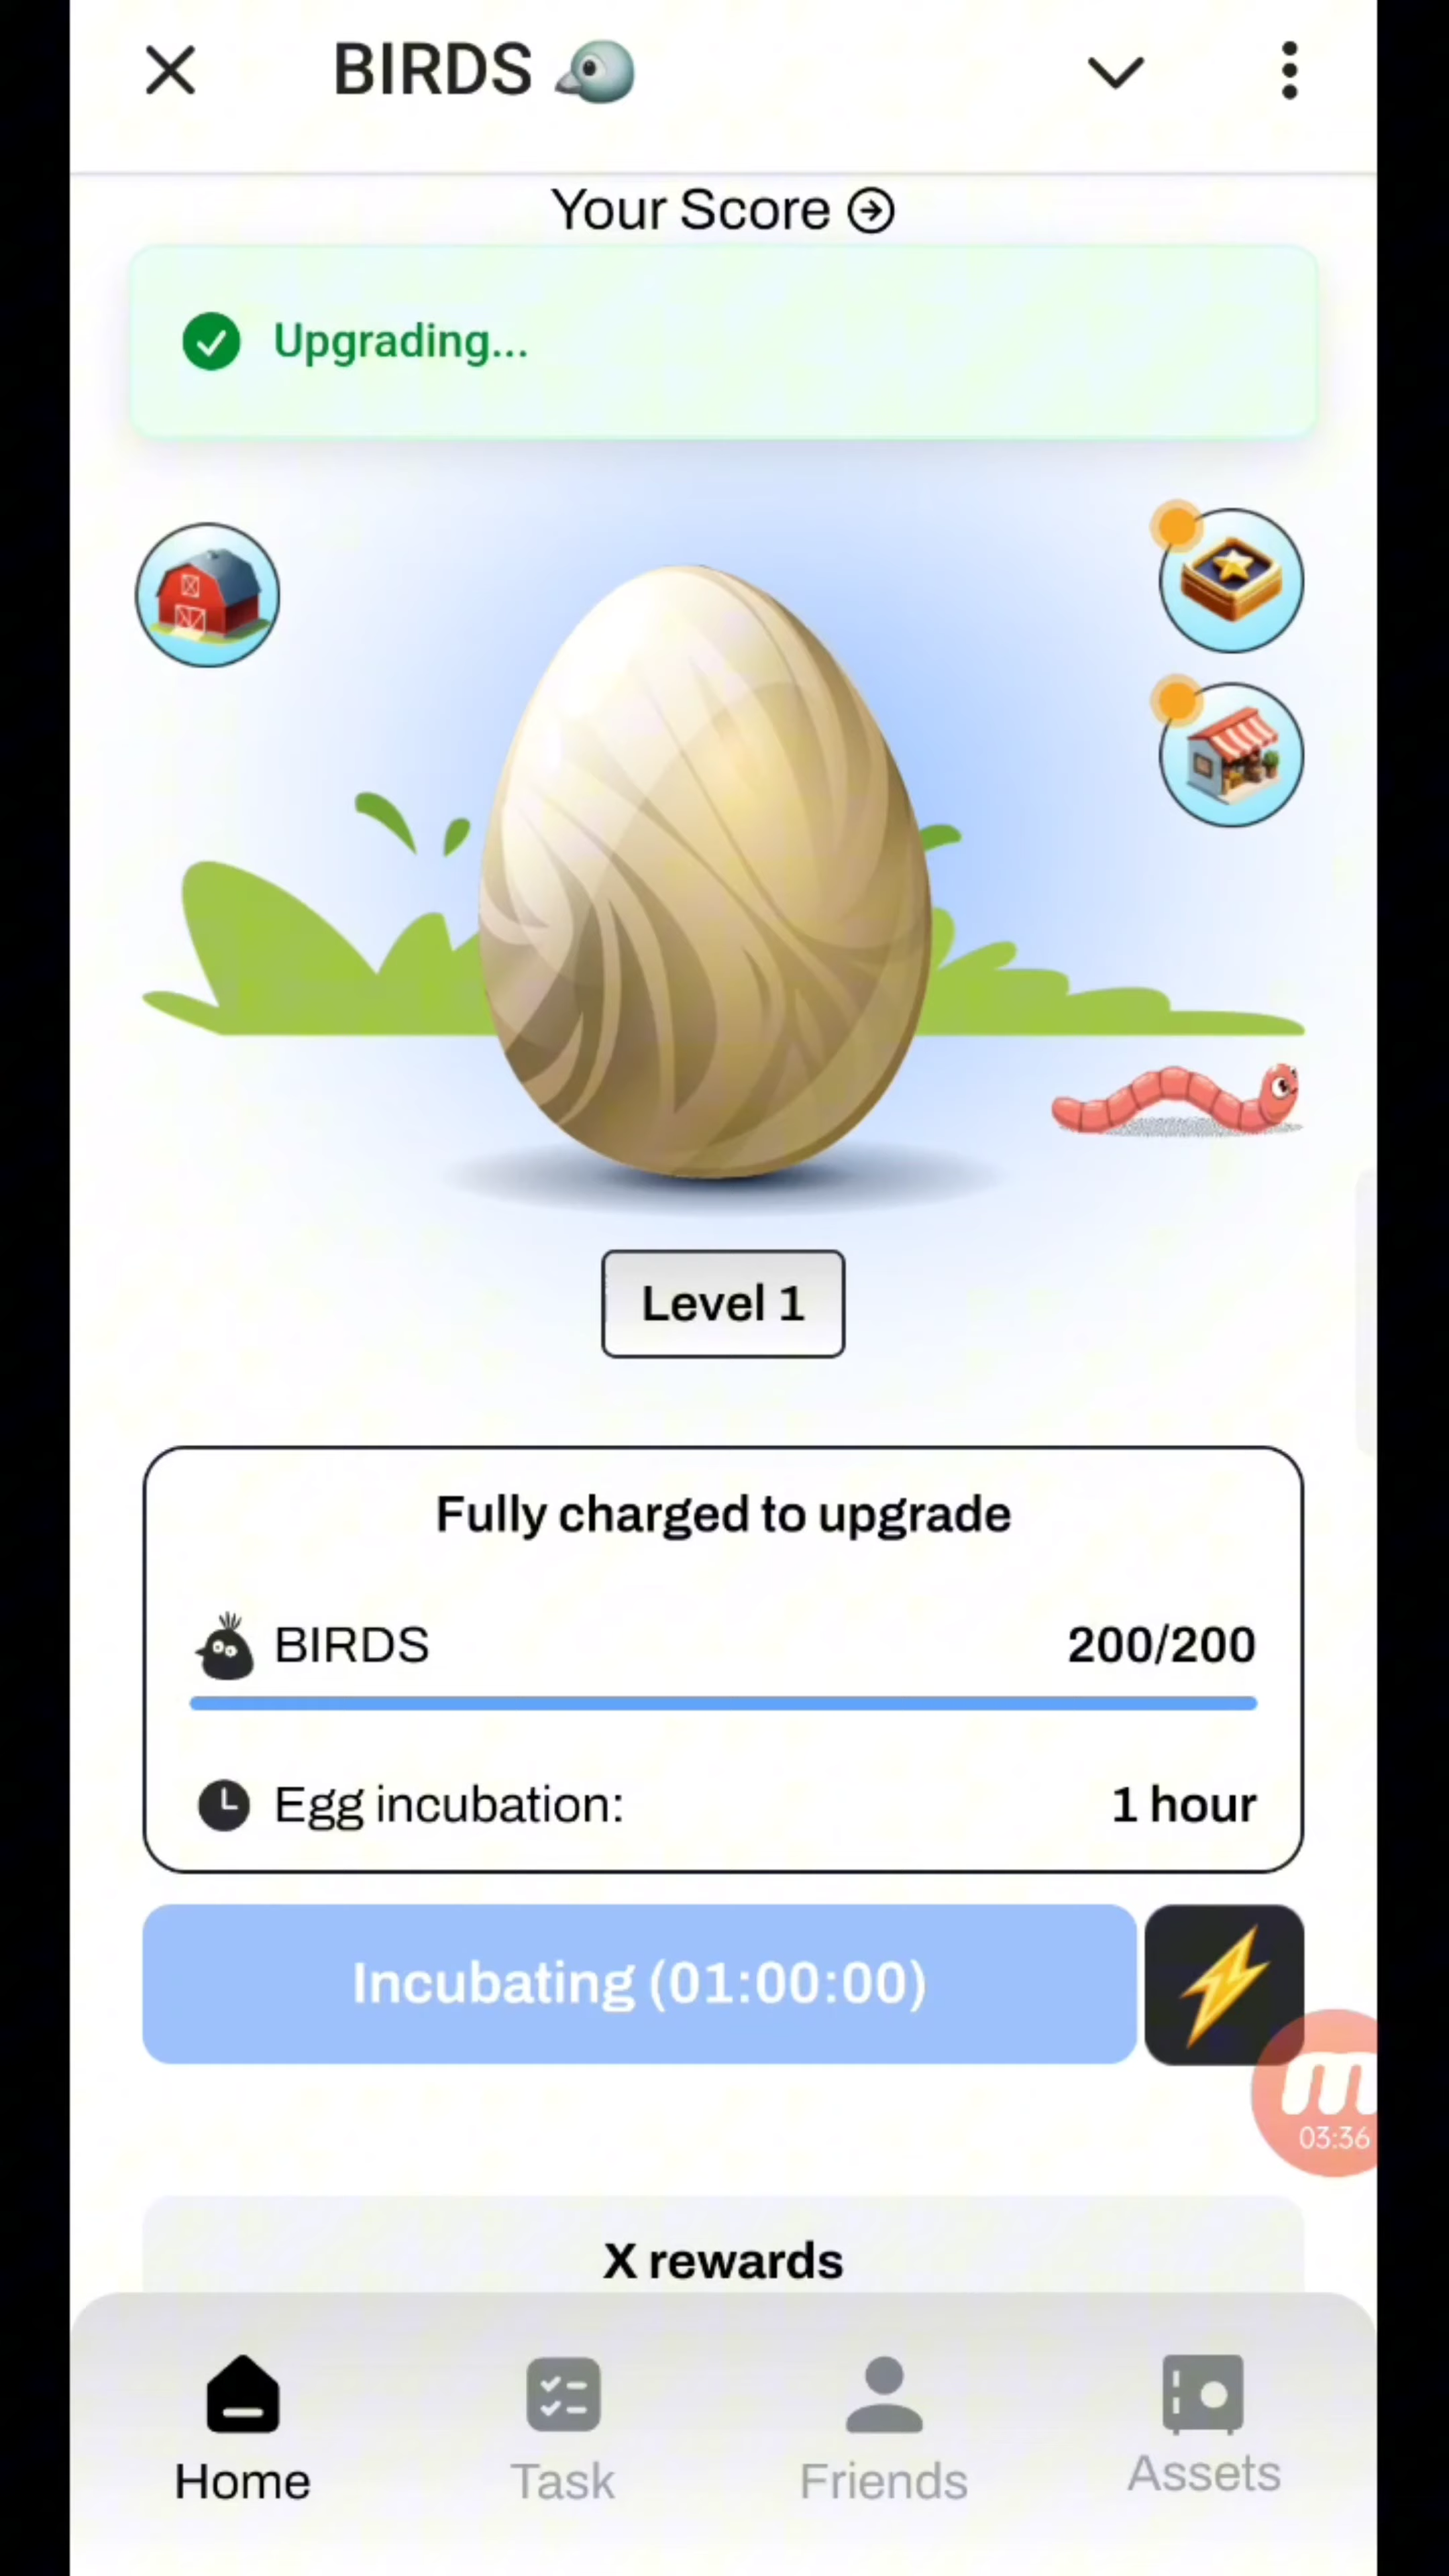 BIRDS
Your Score
Upgrading...
Level 1
Fully charged to upgrade
BIRDS 200/200
Egg incubation: 1 hour
Incubating (01:00:00)
03:36
X rewards
Home Task Friends Assets